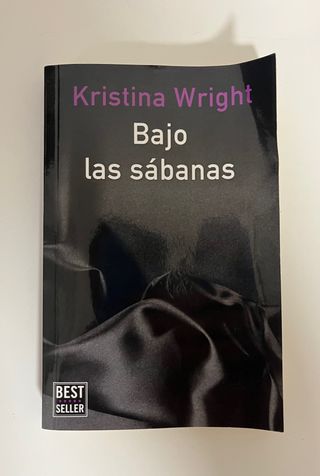 Kristina Wright
Bajo
las sábanas
BEST
SELLER